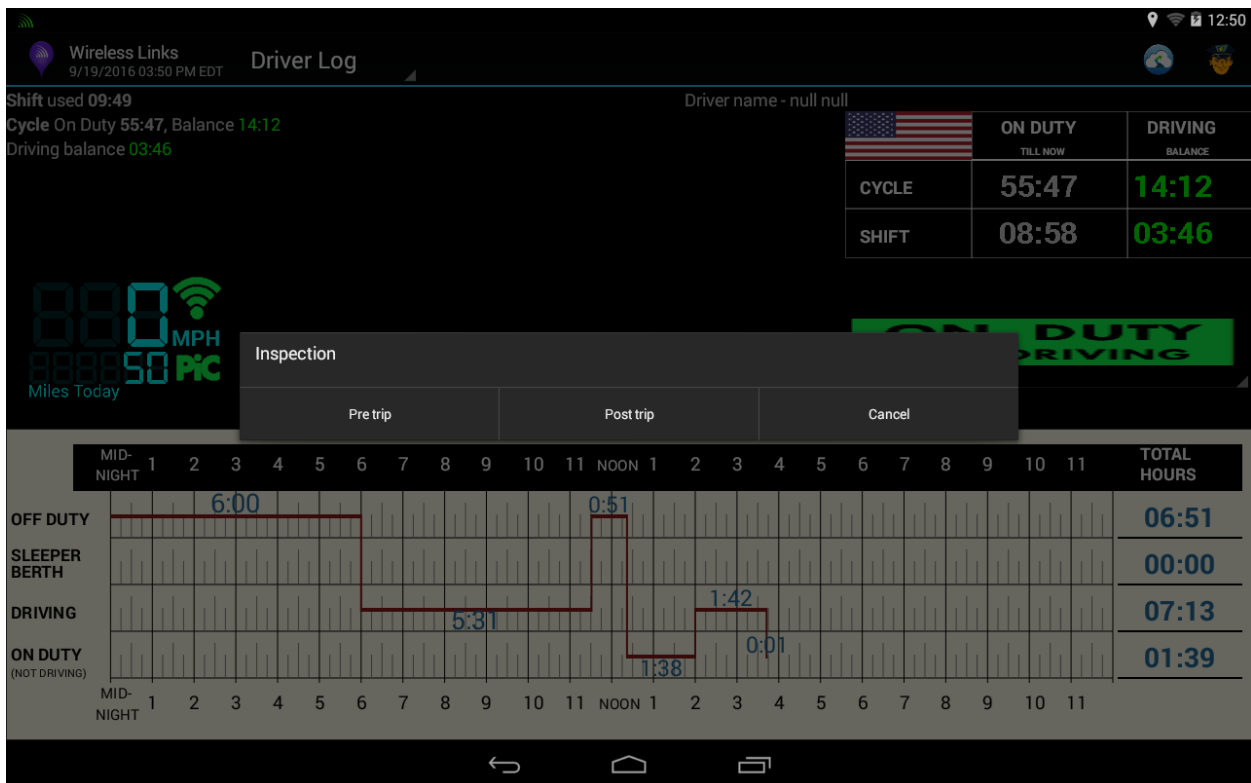 12:50
Wireless Links
9/19/2016 03:50 PM EDT
Driver Log
Shift used 09:49
Driver name - null null
Cycle On Duty 55:47, Balance 14:12
Driving balance 03:46
ON DUTY DRIVING
TILL NOW BALANCE
CYCLE 55:47 14:12
SHIFT 08:58 03:46
0 MPH
50 PiC
Miles Today
ON DUTY
DRIVING
Inspection
Pre trip Post trip Cancel
MID-NIGHT 1 2 3 4 5 6 7 8 9 10 11 NOON 1 2 3 4 5 6 7 8 9 10 11 TOTAL HOURS
OFF DUTY 6:00 0:51 06:51
SLEEPER BERTH 00:00
DRIVING 5:31 1:42 07:13
ON DUTY (NOT DRIVING) 1:38 0:01 01:39
MID-NIGHT 1 2 3 4 5 6 7 8 9 10 11 NOON 1 2 3 4 5 6 7 8 9 10 11